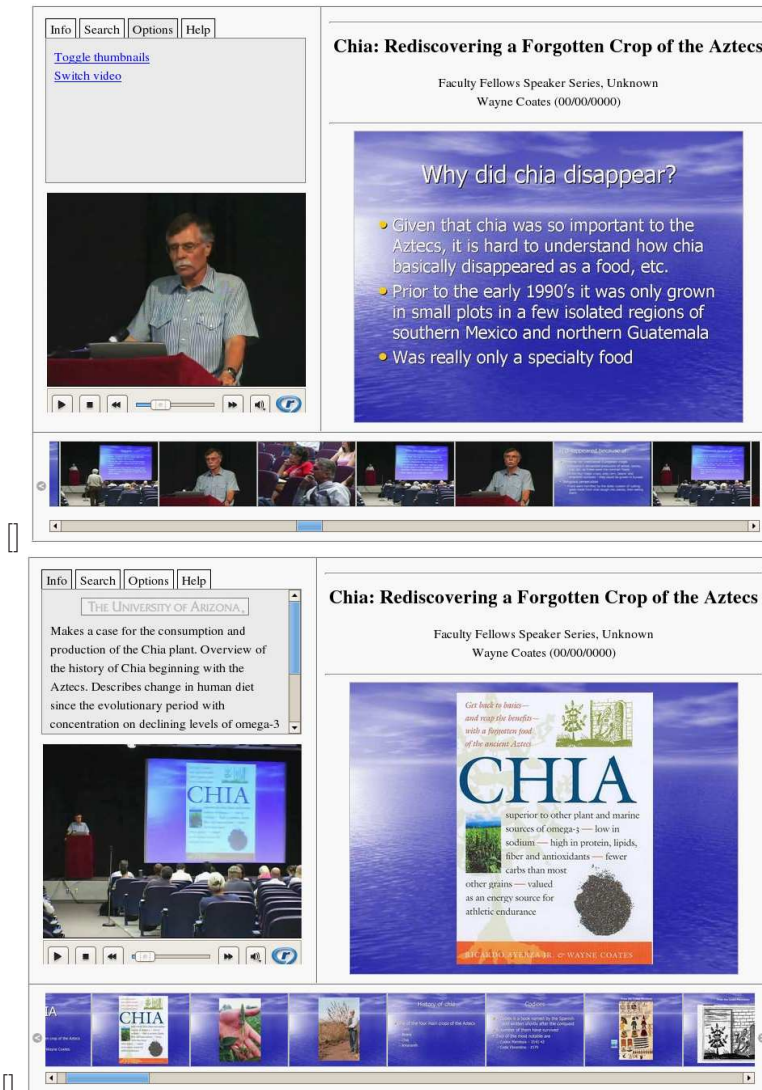 Info Search Options Help
Toggle thumbnails
Switch video
Chia: Rediscovering a Forgotten Crop of the Aztecs
Faculty Fellows Speaker Series, Unknown
Wayne Coates (00/00/0000)
Why did chia disappear?
Given that chia was so important to the
Aztecs, it is hard to understand how chia
basically disappeared as a food, etc.
Prior to the early 1990's it was only grown
in small plots in a few isolated regions of
southern Mexico and northern Guatemala
Was really only a specialty food
Info Search Options Help
THE UNIVERSITY OF ARIZONA
Makes a case for the consumption and
production of the Chia plant. Overview of
the history of Chia beginning with the
Aztecs. Describes change in human diet
since the evolutionary period with
concentration on declining levels of omega-3
CHIA
Chia: Rediscovering a Forgotten Crop of the Aztecs
Faculty Fellows Speaker Series, Unknown
Wayne Coates (00/00/0000)
Get back to basics—
and reap the benefits—
with a forgotten food
of the ancient Aztecs
CHIA
superior to other plant and marine
sources of omega-3 — low in
sodium — high in protein, lipids,
fiber and antioxidants — fewer
carbs than most
other grains — valued
as an energy source for
athletic endurance
RICARDO AYERZA JR. & WAYNE COATES
IA
CHIA
History of chia
Codices